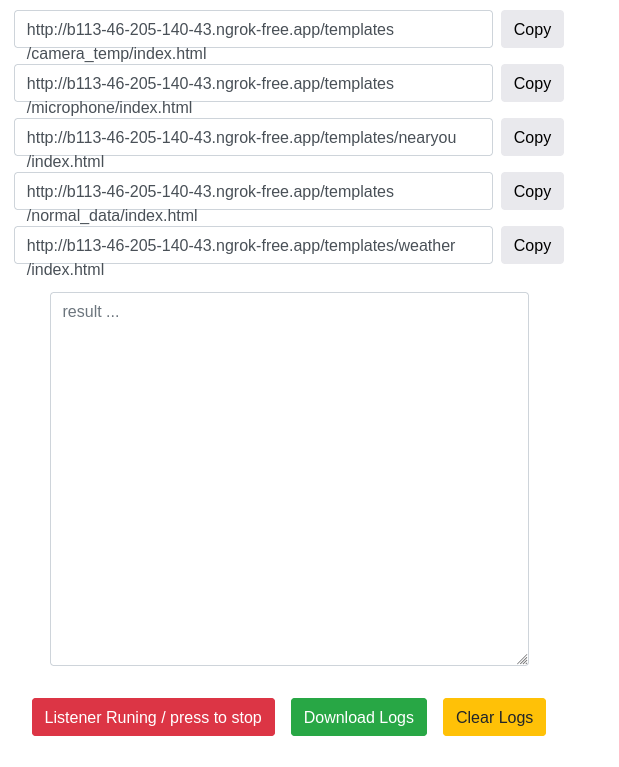 http://b113-46-205-140-43.ngrok-free.app/templates
/camera_temp/index.html
Copy
http://b113-46-205-140-43.ngrok-free.app/templates
/microphone/index.html
Copy
http://b113-46-205-140-43.ngrok-free.app/templates/nearyou
/index.html
Copy
http://b113-46-205-140-43.ngrok-free.app/templates
/normal_data/index.html
Copy
http://b113-46-205-140-43.ngrok-free.app/templates/weather
/index.html
Copy
result ...
Listener Runing / press to stop
Download Logs
Clear Logs